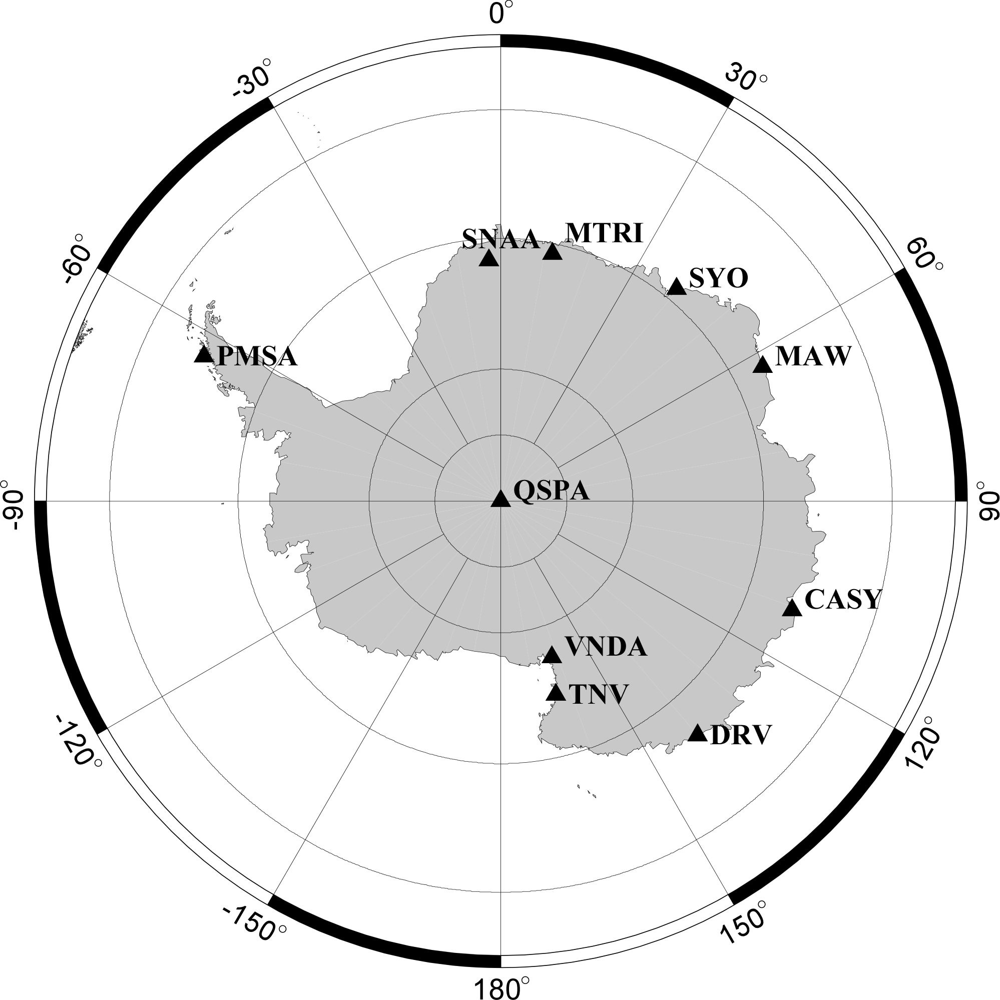 0°
-30°
30°
-60°
60°
SNAA
MTRI
SYO
PMSA
MAW
-90°
QSPA
90°
CASY
VNDA
TNV
DRV
-120°
120°
-150°
150°
180°